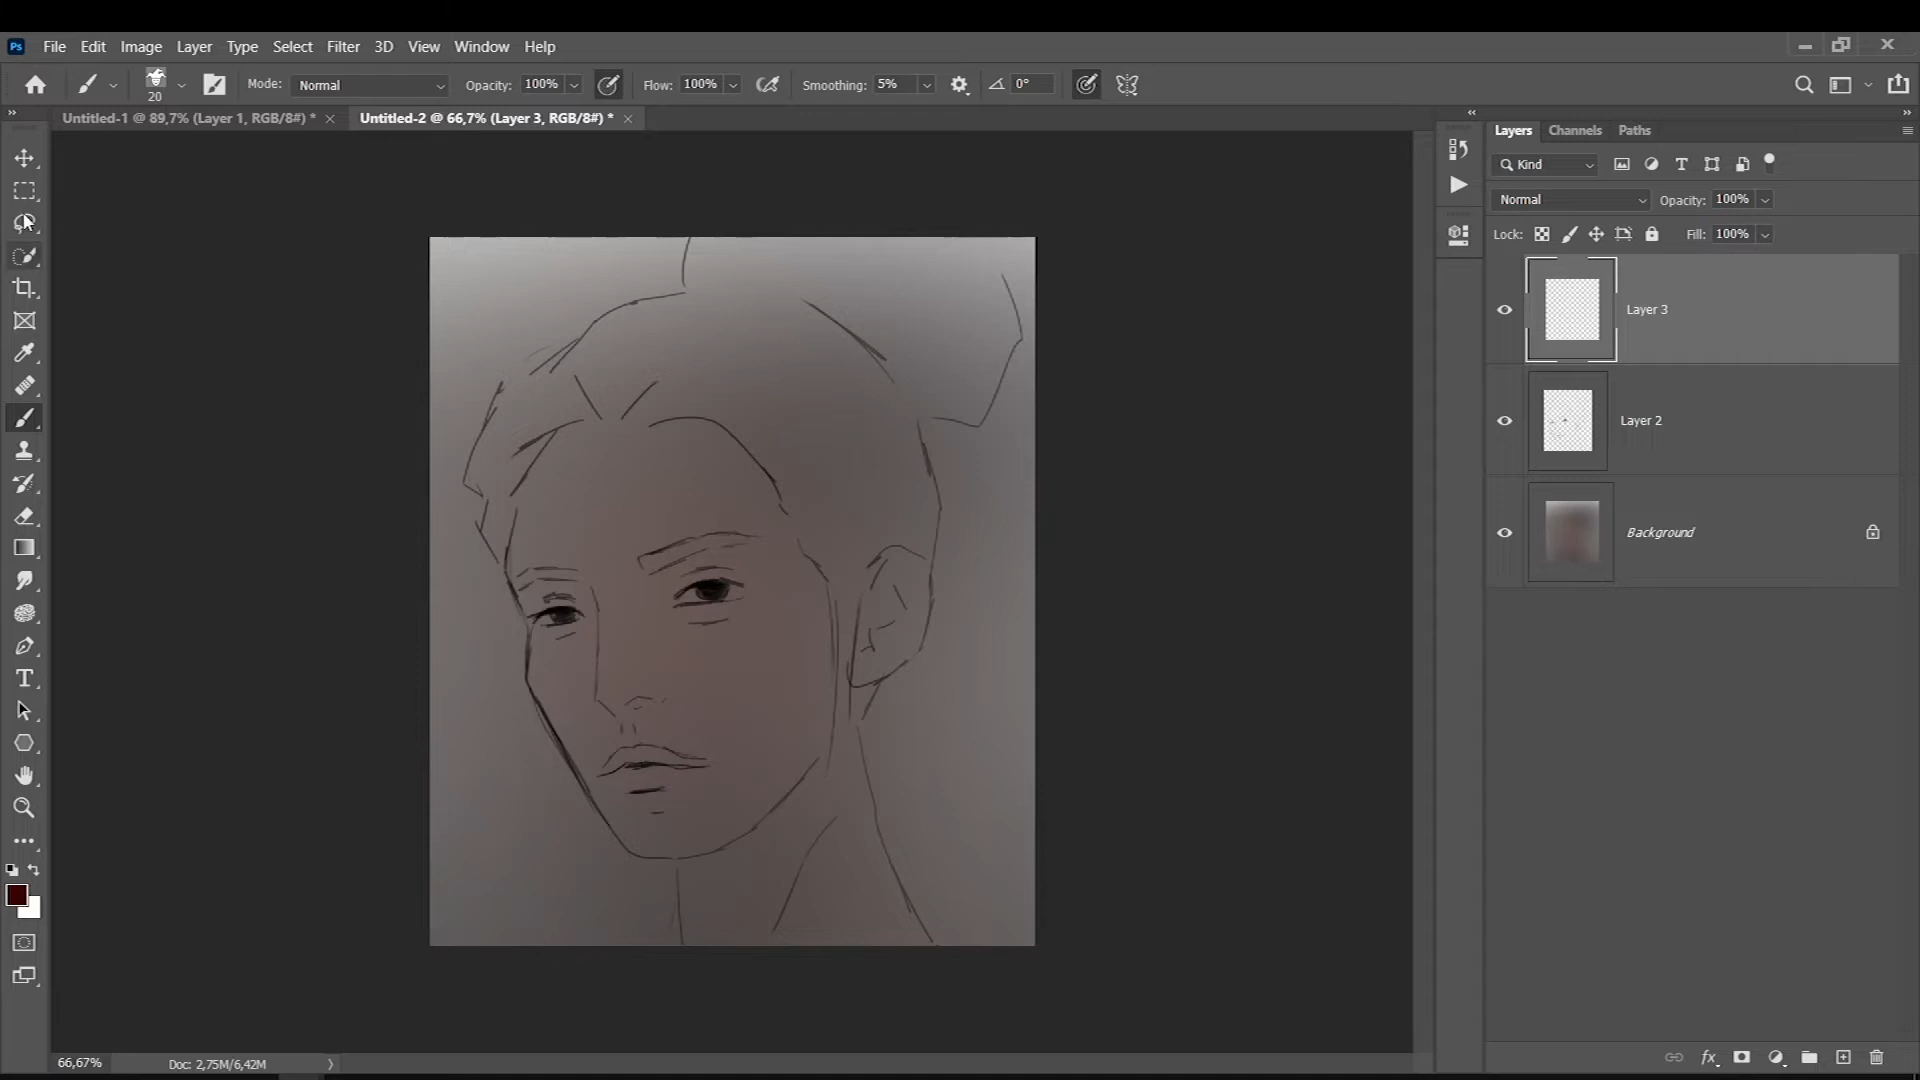 Ps File Edit Image Layer Type Select Filter 3D View Window Help
20 Mode: Normal Opacity: 100% Flow: 100% Smoothing: 5% 0°
Untitled-1 @ 89,7% (Layer 1, RGB/8#) * Untitled-2 @ 66,7% (Layer 3, RGB/8#) *
Layers Channels Paths
Kind
Normal Opacity: 100%
Lock: Fill: 100%
Layer 3
Layer 2
Background
66,67% Doc: 2,75M/6,42M
fx